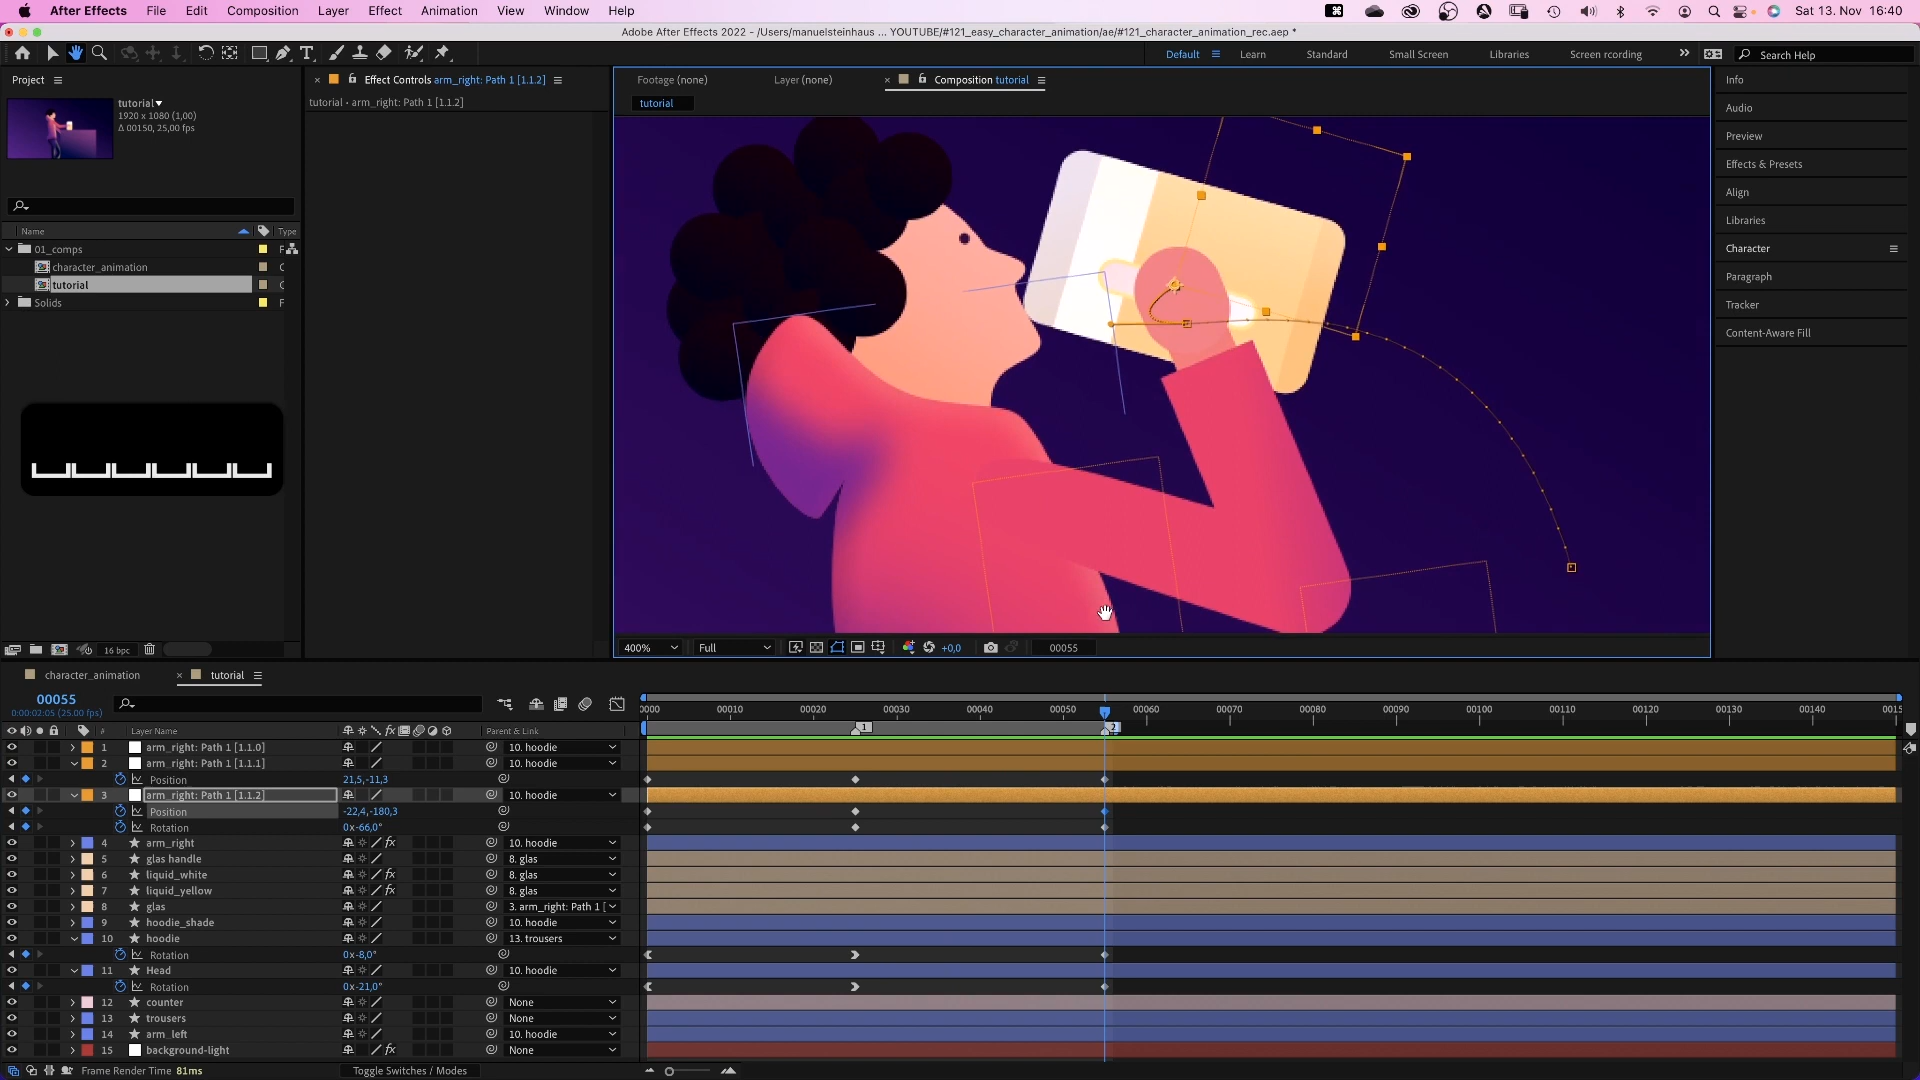 After Effects File Edit Composition Layer Effect Animation View Window Help Sat 13. Nov 16:40
Adobe After Effects 2022 - /Users/manuelsteinhaus ... YOUTUBE/#121_easy_character_animation/ae/#121_character_animation_rec.aep *
Default Learn Standard Small Screen Libraries Screen rcording Search Help
Project
Effect Controls arm_right: Path 1 [1.1.2]
Footage (none) Layer (none) Composition tutorial
tutorial • arm_right: Path 1 [1.1.2]
tutorial
tutorial
1920 x 1080 (1,00)
Δ 00150, 25,00 fps
Name Type
01_comps F
character_animation C
tutorial C
Solids F
16 bpc
400% Full +0,0 00055
Info
Audio
Preview
Effects & Presets
Align
Libraries
Character
Paragraph
Tracker
Content-Aware Fill
character_animation tutorial
00055
0:00:02:05 (25.00 fps)
0000 00010 00020 00030 00040 00050 00060 00070 00080 00090 00100 00110 00120 00130 00140 0015
1 2
# Layer Name Parent & Link
1 arm_right: Path 1 [1.1.0] 10. hoodie
2 arm_right: Path 1 [1.1.1] 10. hoodie
Position 21,5,-11,3
3 arm_right: Path 1 [1.1.2] 10. hoodie
Position -22,4,-180,3
Rotation 0x-66,0°
4 arm_right fx 10. hoodie
5 glas handle 8. glas
6 liquid_white fx 8. glas
7 liquid_yellow fx 8. glas
8 glas 3. arm_right: Path 1 [
9 hoodie_shade 10. hoodie
10 hoodie 13. trousers
Rotation 0x-8,0°
11 Head 10. hoodie
Rotation 0x-21,0°
12 counter None
13 trousers None
14 arm_left 10. hoodie
15 background-light fx None
Frame Render Time 81ms Toggle Switches / Modes